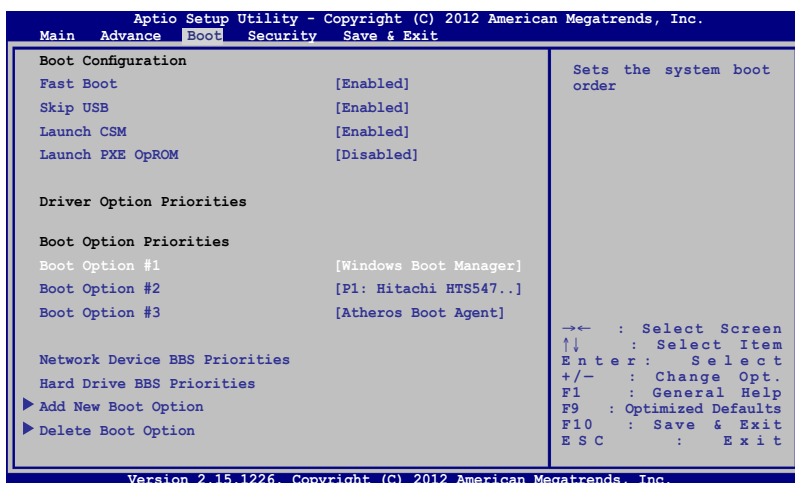 Aptio Setup Utility - Copyright (C) 2012 American Megatrends, Inc.
Main Advance Boot Security Save & Exit
Boot Configuration
Fast Boot [Enabled]
Skip USB [Enabled]
Launch CSM [Enabled]
Launch PXE OpROM [Disabled]
Driver Option Priorities
Boot Option Priorities
Boot Option #1 [Windows Boot Manager]
Boot Option #2 [P1: Hitachi HTS547..]
Boot Option #3 [Atheros Boot Agent]
Network Device BBS Priorities
Hard Drive BBS Priorities
Add New Boot Option
Delete Boot Option
Sets the system boot
order
→← : Select Screen
↑↓ : Select Item
Enter: Select
+/— : Change Opt.
F1 : General Help
F9 : Optimized Defaults
F10 : Save & Exit
ESC : Exit
Version 2.15.1226. Copyright (C) 2012 American Megatrends, Inc.